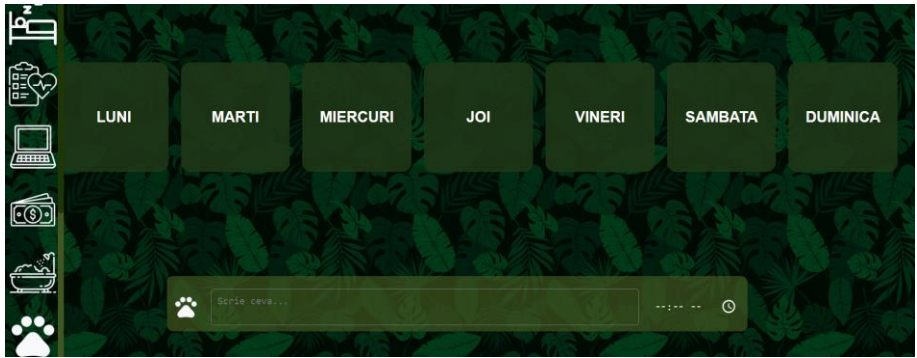 LUNI MARTI MIERCURI JOI VINERI SAMBATA DUMINICA
Scrie ceva... --:-- --